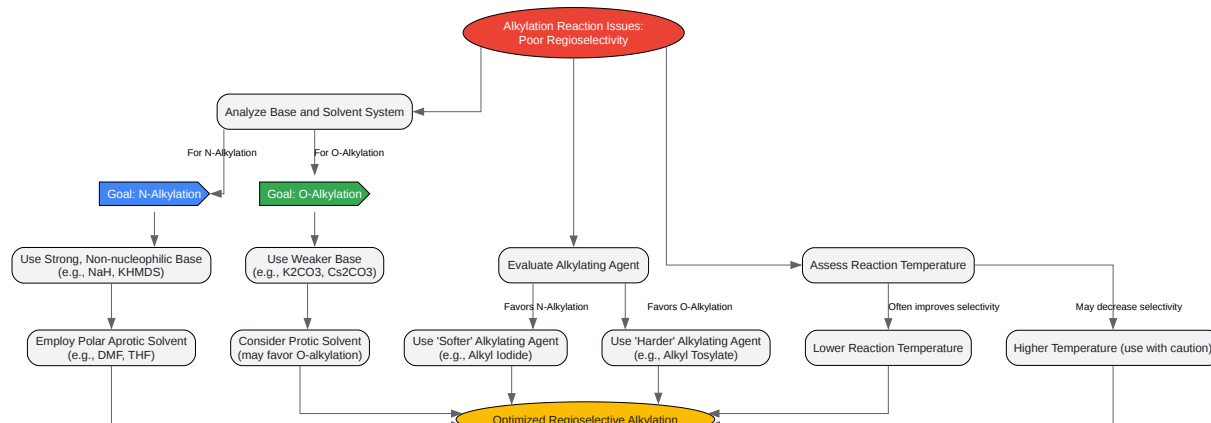 Alkylation Reaction Issues:
Poor Regioselectivity
Analyze Base and Solvent System
For N-Alkylation
For O-Alkylation
Goal: N-Alkylation
Goal: O-Alkylation
Use Strong, Non-nucleophilic Base
(e.g., NaH, KHMDS)
Use Weaker Base
(e.g., K2CO3, Cs2CO3)
Evaluate Alkylating Agent
Assess Reaction Temperature
Favors N-Alkylation
Favors O-Alkylation
Often improves selectivity
May decrease selectivity
Employ Polar Aprotic Solvent
(e.g., DMF, THF)
Consider Protic Solvent
(may favor O-alkylation)
Use 'Softer' Alkylating Agent
(e.g., Alkyl Iodide)
Use 'Harder' Alkylating Agent
(e.g., Alkyl Tosylate)
Lower Reaction Temperature
Higher Temperature (use with caution)
Optimized Regioselective Alkylation